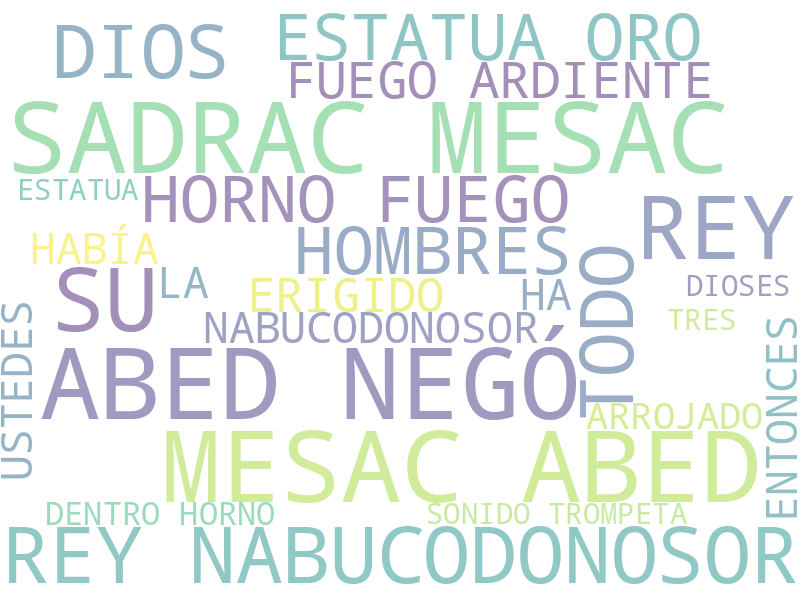 DIOS
ESTATUA ORO
FUEGO ARDIENTE
SADRAC MESAC
ESTATUA
HORNO FUEGO
REY
HABÍA
HOMBRES
TODO
SU
LA
ERIGIDO
HA
DIOSES
NABUCODONOSOR
TRES
USTEDES
ABED NEGÓ
ENTONCES
ARROJADO
MESAC ABED
DENTRO HORNO
SONIDO TROMPETA
REY NABUCODONOSOR